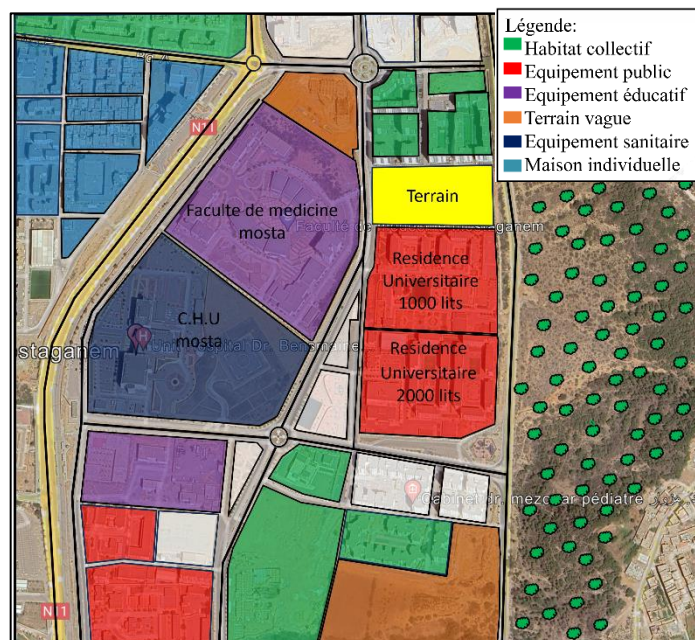 Légende:
Habitat collectif
Equipement public
Equipement éducatif
Terrain vague
Equipement sanitaire
Maison individuelle
N11
Terrain
Faculte de medicine
mosta
Residence
Universitaire
1000 lits
C.H.U
mosta
Residence
Universitaire
2000 lits
N11